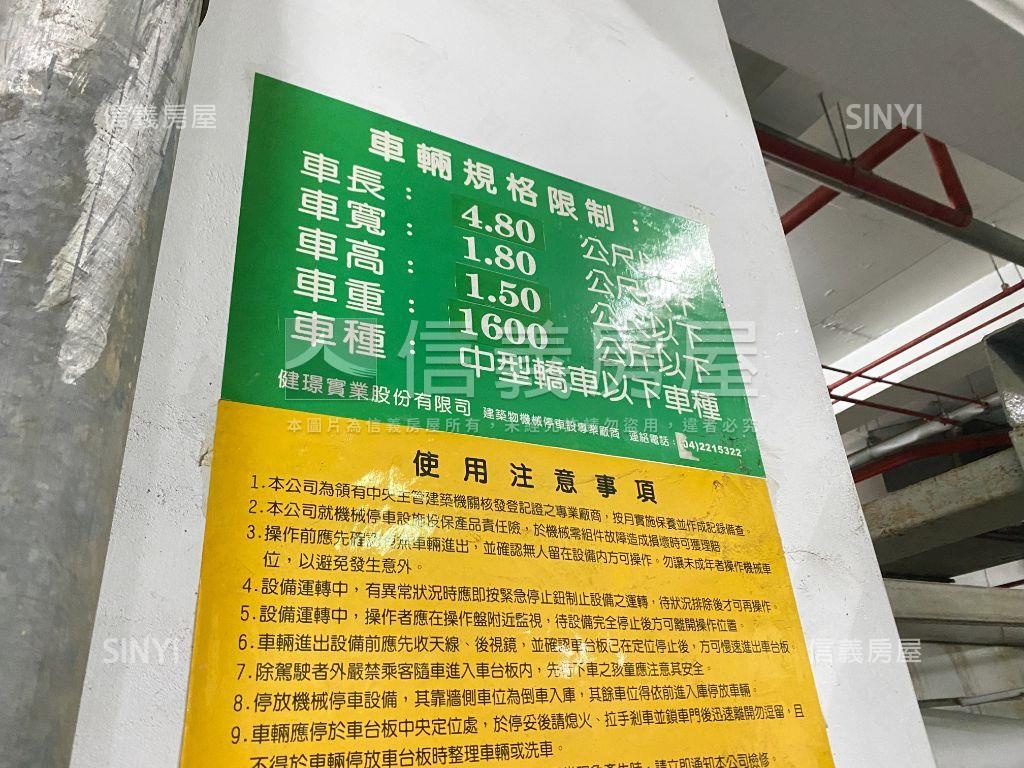 信義房屋
SINYI
車輛規格限制：
車長： 4.80 公尺以下
車寬： 1.80 公尺以下
車高： 1.50 公尺以下
車重： 1600 公斤以下
車種： 中型轎車以下車種
信義房屋
健璟實業股份有限公司 建築物機械停車設專業廠商 連絡電話：(04)2215322
本圖片為信義房屋所有，未經允許請勿盜用，違者必究
使用注意事項
1.本公司為領有中央主管建築機關核發登記證之專業廠商，按月實施保養並作成記錄備查。
2.本公司就機械停車設施投保產品責任險，於機械零組件故障造成損壞時可獲理賠
3.操作前應先確認 無車輛進出，並確認無人留在設備內方可操作。勿讓未成年者操作機械車
位，以避免發生意外。
4.設備運轉中，有異常狀況時應即按緊急停止鈕制止設備之運轉，待狀況排除後才可再操作。
5.設備運轉中，操作者應在操作盤附近監視，待設備完全停止後方可離開操作位置。
6.車輛進出設備前應先收天線、後視鏡，並確認車台板已在定位停止後，方可慢速進出車台板。
SINYI
信義房屋
7.除駕駛者外嚴禁乘客隨車進入車台板內，先行下車之孩童應注意其安全。
8.停放機械停車設備，其靠牆側車位為倒車入庫，其餘車位得依前進入庫停放車輛。
9.車輛應停於車台板中央定位處，於停妥後請熄火、拉手剎車並鎖車門後迅速離開勿逗留，且
不得於車輛停放車台板時整理車輛或洗車。
產生時，請立即通知本公司檢修。